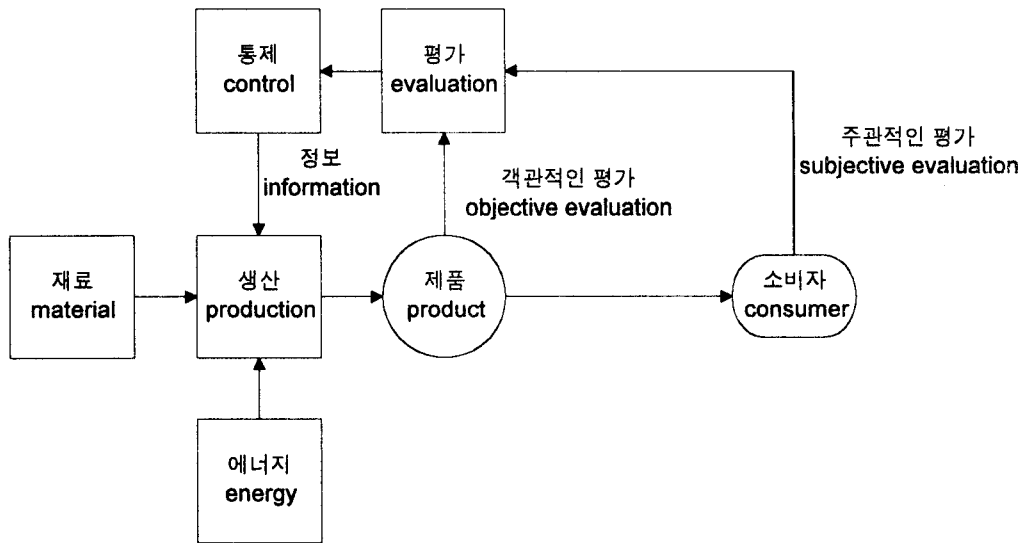 통제
control
평가
evaluation
정보
information
객관적인 평가
objective evaluation
주관적인 평가
subjective evaluation
재료
material
생산
production
제품
product
소비자
consumer
에너지
energy